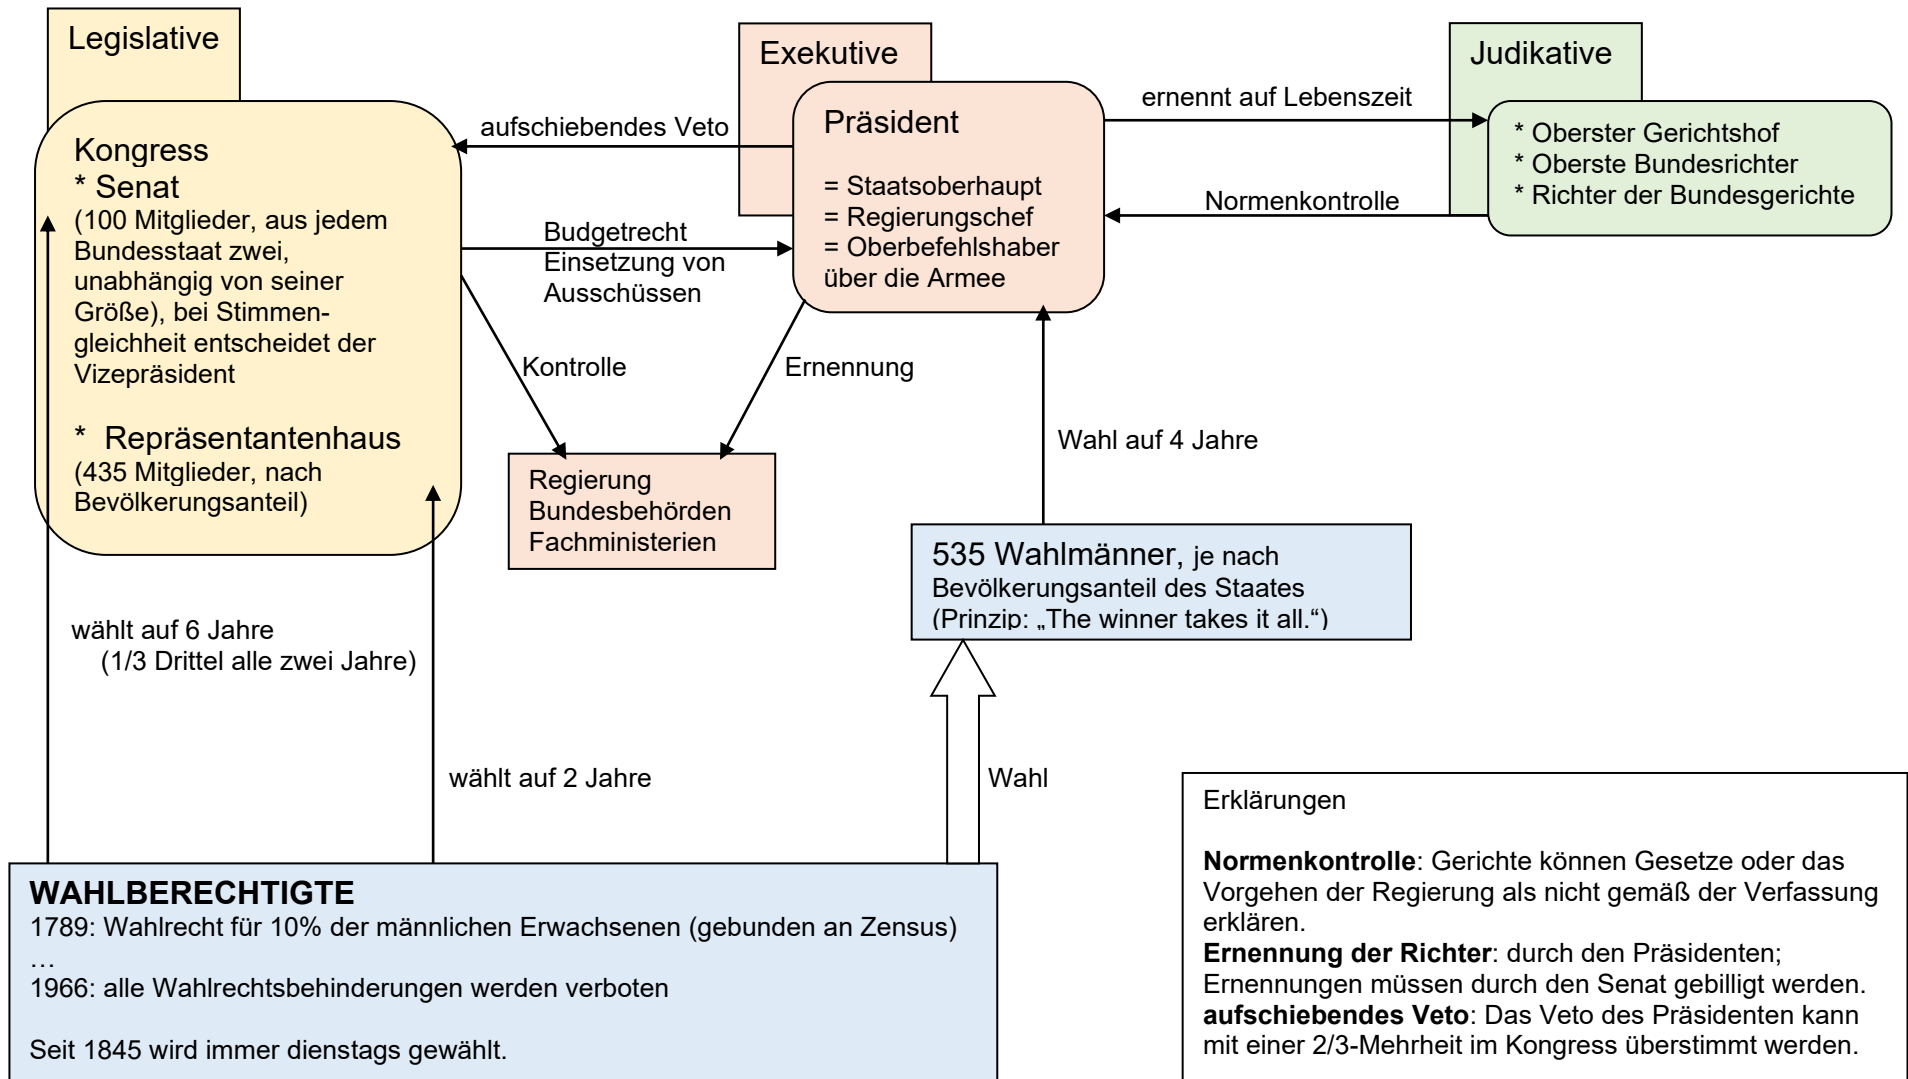 Legislative
Exekutive
Judikative
Kongress
* Senat
(100 Mitglieder, aus jedem
Bundesstaat zwei,
unabhängig von seiner
Größe), bei Stimmen-
gleichheit entscheidet der
Vizepräsident
* Repräsentantenhaus
(435 Mitglieder, nach
Bevölkerungsanteil)
aufschiebendes Veto
Budgetrecht
Einsetzung von
Ausschüssen
Kontrolle
Ernennung
Präsident
= Staatsoberhaupt
= Regierungschef
= Oberbefehlshaber
über die Armee
ernennt auf Lebenszeit
Normenkontrolle
* Oberster Gerichtshof
* Oberste Bundesrichter
* Richter der Bundesgerichte
Regierung
Bundesbehörden
Fachministerien
Wahl auf 4 Jahre
535 Wahlmänner, je nach
Bevölkerungsanteil des Staates
(Prinzip: „The winner takes it all.“)
wählt auf 6 Jahre
(1/3 Drittel alle zwei Jahre)
wählt auf 2 Jahre
Wahl
WAHLBERECHTIGTE
1789: Wahlrecht für 10% der männlichen Erwachsenen (gebunden an Zensus)
…
1966: alle Wahlrechtsbehinderungen werden verboten
Seit 1845 wird immer dienstags gewählt.
Erklärungen
Normenkontrolle: Gerichte können Gesetze oder das
Vorgehen der Regierung als nicht gemäß der Verfassung
erklären.
Ernennung der Richter: durch den Präsidenten;
Ernennungen müssen durch den Senat gebilligt werden.
aufschiebendes Veto: Das Veto des Präsidenten kann
mit einer 2/3-Mehrheit im Kongress überstimmt werden.